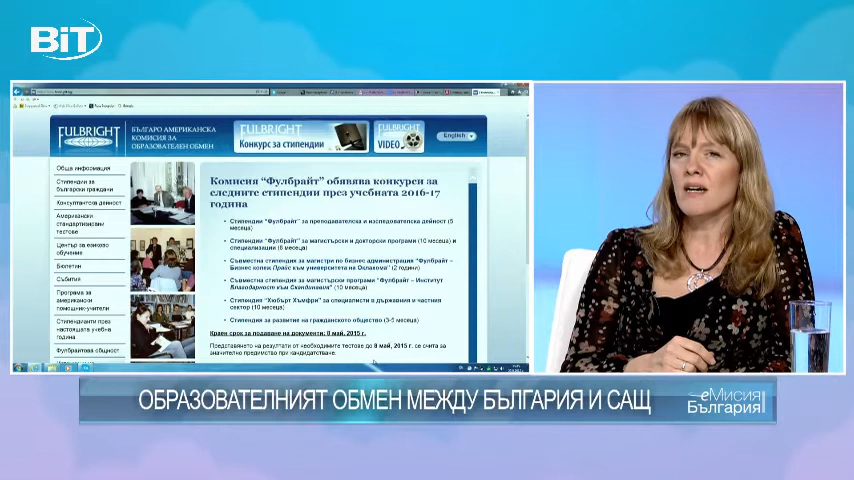 BiT
FULBRIGHT
БЪЛГАРО АМЕРИКАНСКА
КОМИСИЯ ЗА
ОБРАЗОВАТЕЛЕН ОБМЕН
FULBRIGHT
Конкурс за стипендии
FULBRIGHT
VIDEO
English
Обща информация
Стипендии за
български граждани
Консултантска дейност
Американски
стандартизирани
тестове
Център за езиково
обучение
Бюлетин
Събития
Програма за
американски
помощник-учители
Стипендианти през
настоящата учебна
година
Фулбрайтова общност
Комисия “Фулбрайт” обявява конкурси за
следните стипендии през учебната 2016-17
година
Стипендии “Фулбрайт” за преподавателска и изследователска дейност (5
месеца)
Стипендии “Фулбрайт” за магистърски и докторски програми (10 месеца) и
специализации (6 месеца)
Съвместна стипендия за магистри по бизнес администрация “Фулбрайт –
Бизнес колеж Прайс към университета на Оклахома” (2 години)
Съвместна стипендия за магистърски програми “Фулбрайт – Институт
Благодарност към Скандинавия” (10 месеца)
Стипендия “Хюбърт Хъмфри” за специалисти в държавния и частния
сектор (10 месеца)
Стипендия за развитие на гражданското общество (3-5 месеца)
Краен срок за подаване на документи: 8 май, 2015 г.
Представянето на резултати от необходимите тестове до 8 май, 2015 г. се счита за
значително предимство при кандидатстване.
ОБРАЗОВАТЕЛНИЯТ ОБМЕН МЕЖДУ БЪЛГАРИЯ И САЩ
еМисия
България